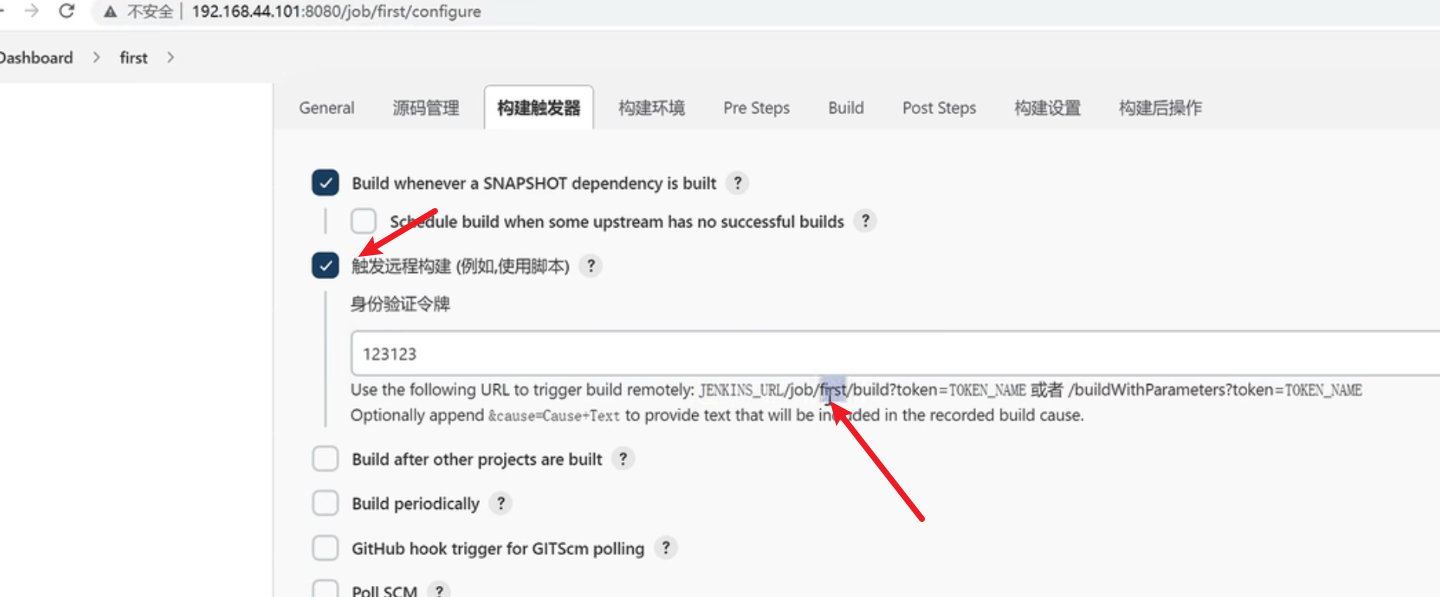 不安全 192.168.44.101:8080/job/first/configure
Dashboard > first >
General 源码管理 构建触发器 构建环境 Pre Steps Build Post Steps 构建设置 构建后操作
Build whenever a SNAPSHOT dependency is built ?
Schedule build when some upstream has no successful builds ?
触发远程构建 (例如,使用脚本) ?
身份验证令牌
123123
Use the following URL to trigger build remotely: JENKINS_URL/job/first/build?token=TOKEN_NAME 或者 /buildWithParameters?token=TOKEN_NAME
Optionally append &cause=Cause+Text to provide text that will be included in the recorded build cause.
Build after other projects are built ?
Build periodically ?
GitHub hook trigger for GITScm polling ?
Poll SCM ?